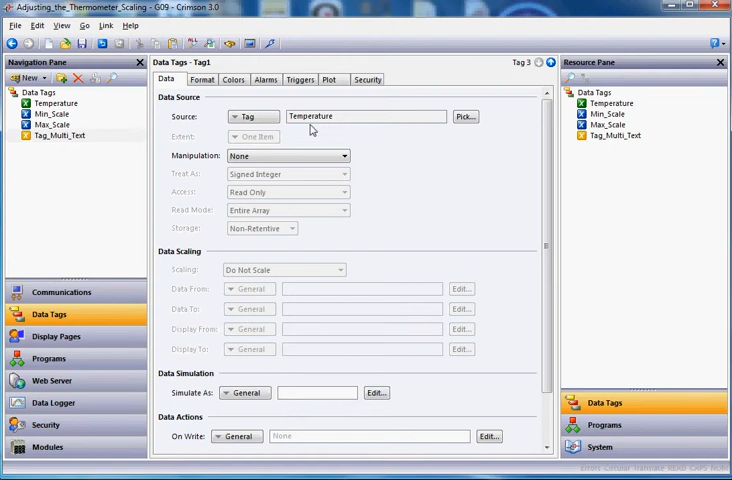 Adjusting_the_Thermometer_Scaling - G09 - Crimson 3.0
File Edit View Go Link Help
Navigation Pane
New
Data Tags
Temperature
Min_Scale
Max_Scale
Tag_Multi_Text
Communications
Data Tags
Display Pages
Programs
Web Server
Data Logger
Security
Modules
Data Tags - Tag1
Tag 3
Data Format Colors Alarms Triggers Plot Security
Data Source
Source: Tag Temperature Pick...
Extent: One Item
Manipulation: None
Treat As: Signed Integer
Access: Read Only
Read Mode: Entire Array
Storage: Non-Retentive
Data Scaling
Scaling: Do Not Scale
Data From: General Edit...
Data To: General Edit...
Display From: General Edit...
Display To: General Edit...
Data Simulation
Simulate As: General Edit...
Data Actions
On Write: General None Edit...
Resource Pane
Data Tags
Temperature
Min_Scale
Max_Scale
Tag_Multi_Text
Data Tags
Programs
System
Errors Circular Translate READ CAPS NUM